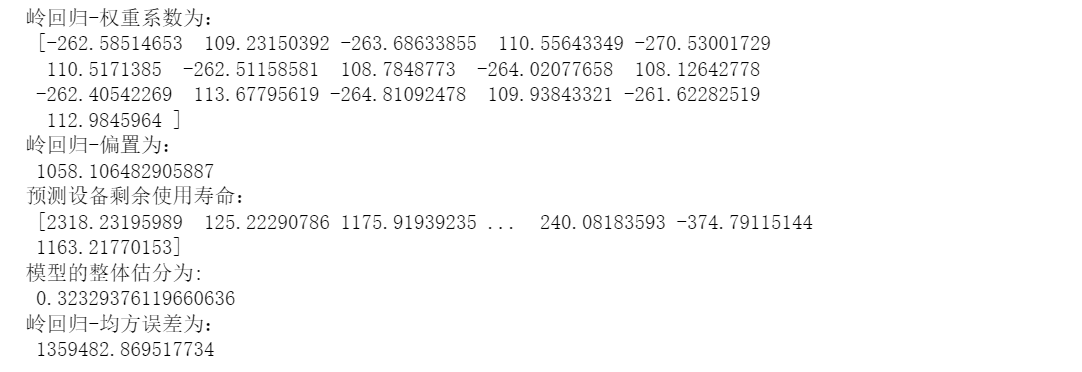 岭回归-权重系数为：
[-262.58514653 109.23150392 -263.68633855 110.55643349 -270.53001729
110.5171385 -262.51158581 108.7848773 -264.02077658 108.12642778
-262.40542269 113.67795619 -264.81092478 109.93843321 -261.62282519
112.9845964 ]
岭回归-偏置为：
1058.106482905887
预测设备剩余使用寿命：
[2318.23195989 125.22290786 1175.91939235 ... 240.08183593 -374.79115144
1163.21770153]
模型的整体估分为:
0.32329376119660636
岭回归-均方误差为：
1359482.869517734